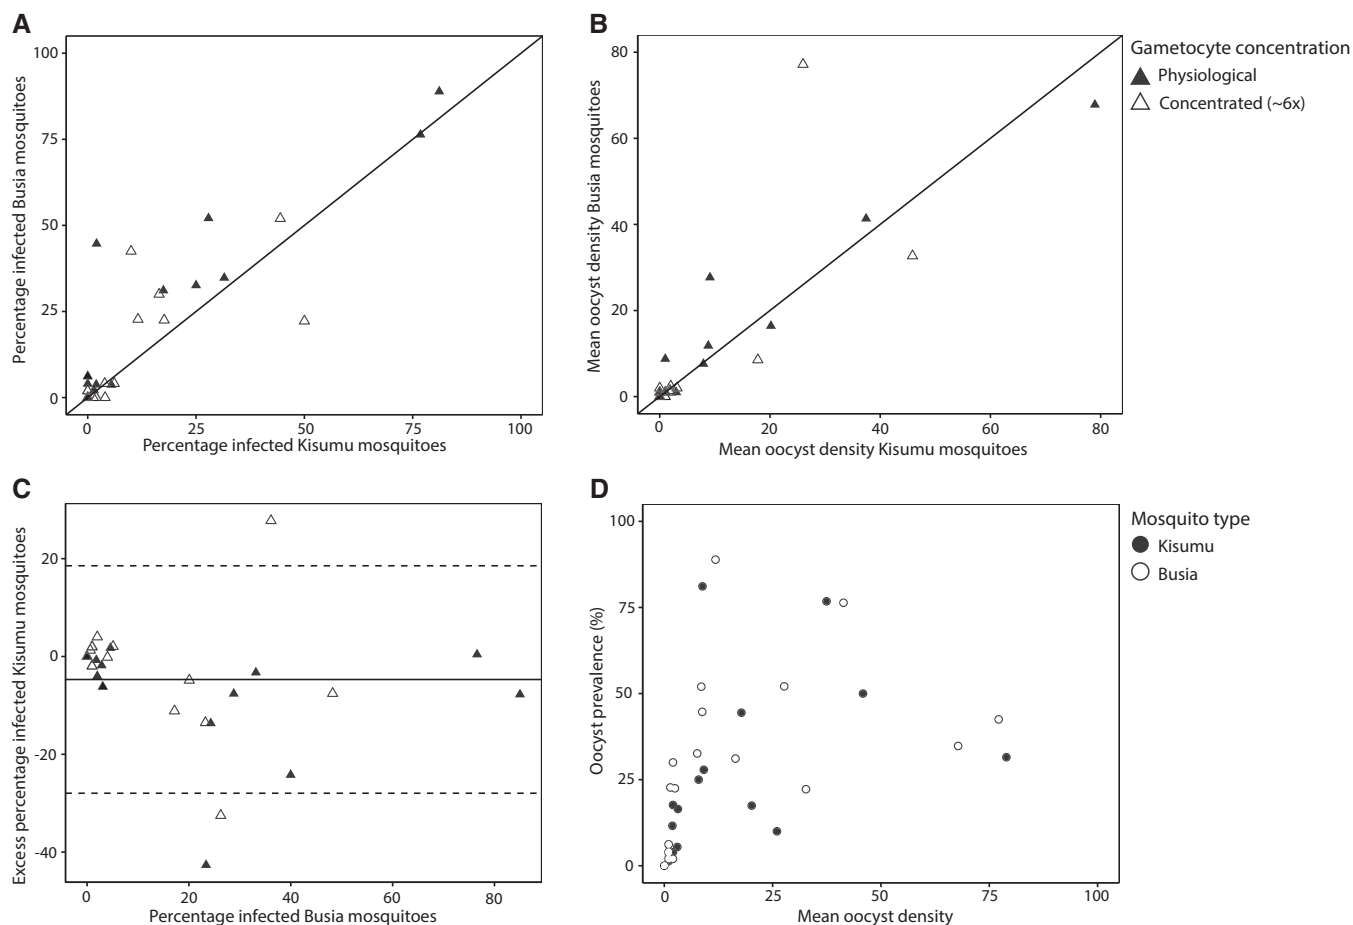 A
Percentage infected Busia mosquitoes
100
75
50
25
0
0 25 50 75 100
Percentage infected Kisumu mosquitoes
B
Mean oocyst density Busia mosquitoes
80
60
40
20
0
0 20 40 60 80
Mean oocyst density Kisumu mosquitoes
Gametocyte concentration
Physiological
Concentrated (~6x)
C
Excess percentage infected Kisumu mosquitoes
20
0
-20
-40
0 20 40 60 80
Percentage infected Busia mosquitoes
D
Oocyst prevalence (%)
100
75
50
25
0
0 25 50 75 100
Mean oocyst density
Mosquito type
Kisumu
Busia